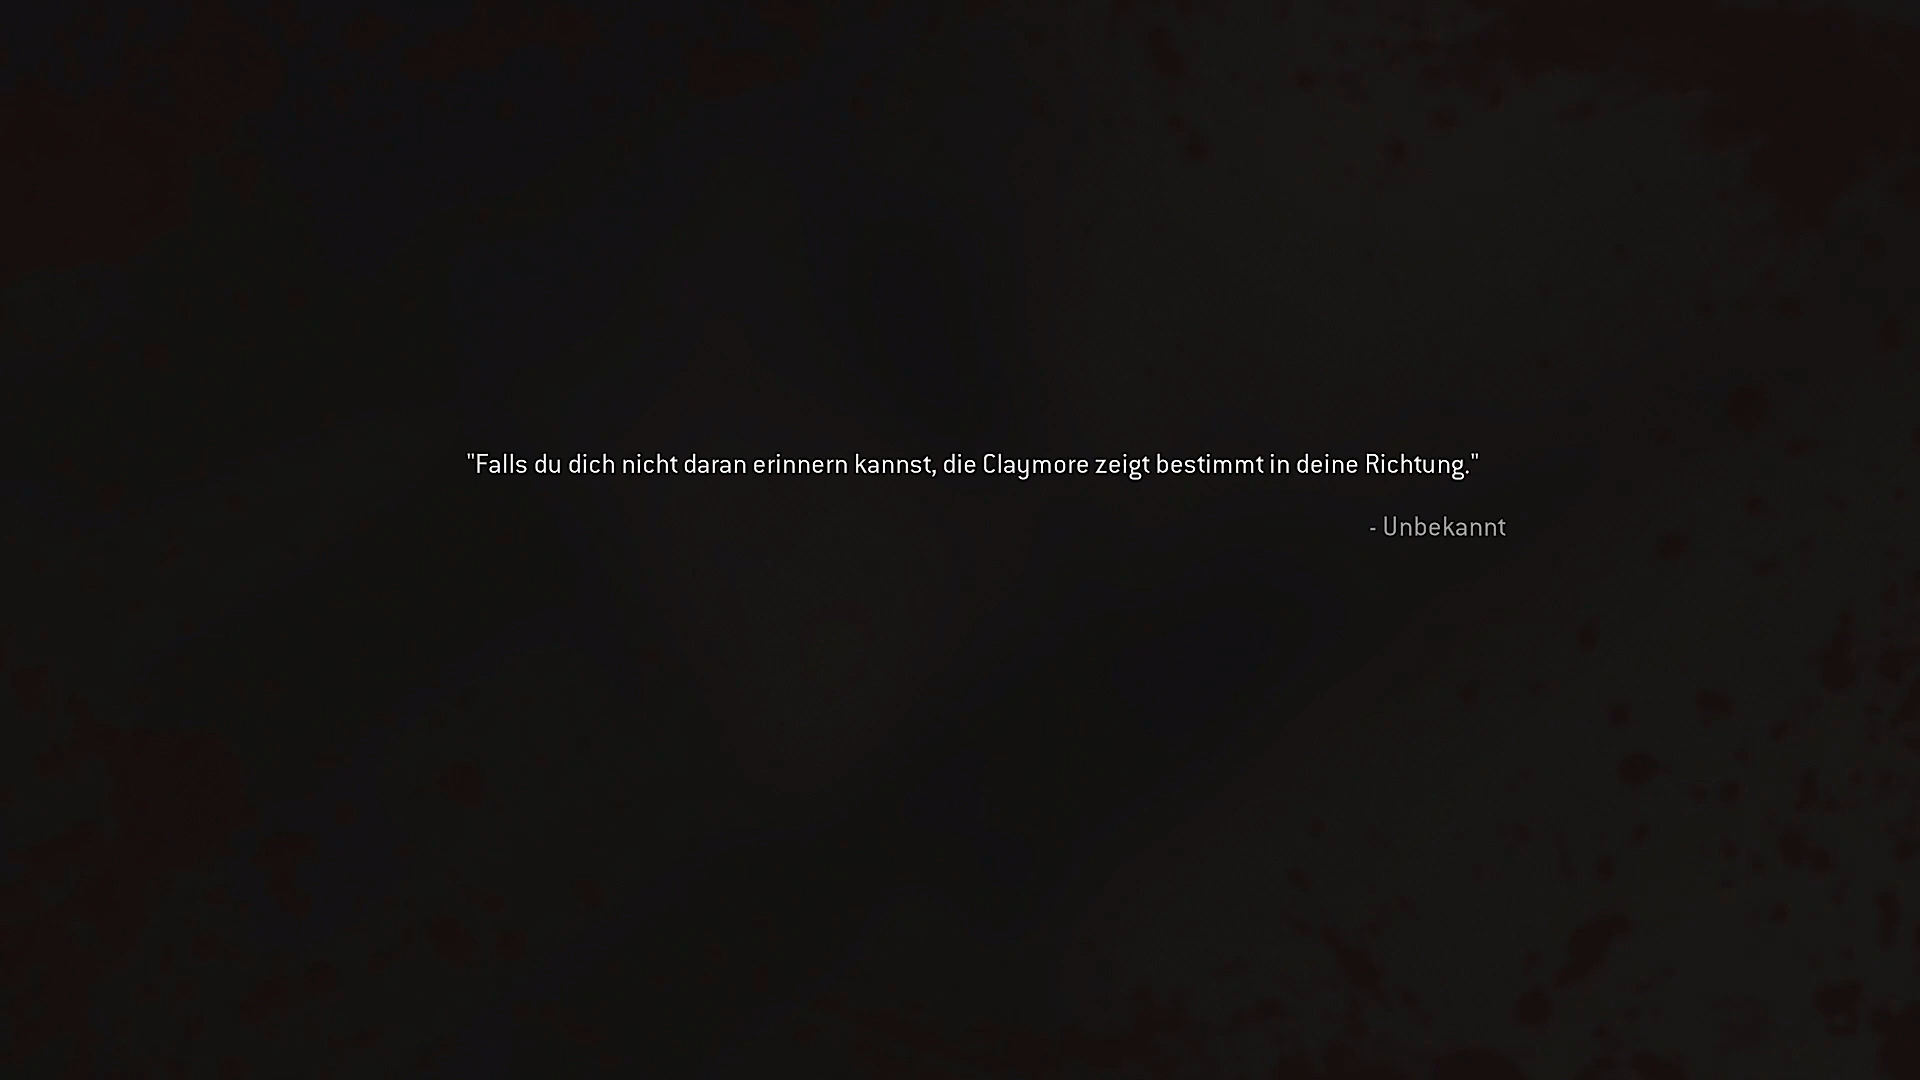 "Falls du dich nicht daran erinnern kannst, die Claymore zeigt bestimmt in deine Richtung."
- Unbekannt